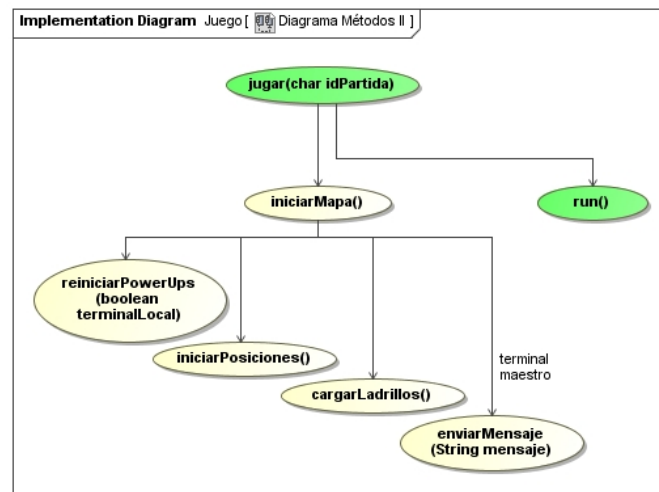 Implementation Diagram Juego [ Diagrama Métodos II ]
jugar(char idPartida)
iniciarMapa()
run()
reiniciarPowerUps
(boolean
terminalLocal)
iniciarPosiciones()
terminal
maestro
cargarLadrillos()
enviarMensaje
(String mensaje)